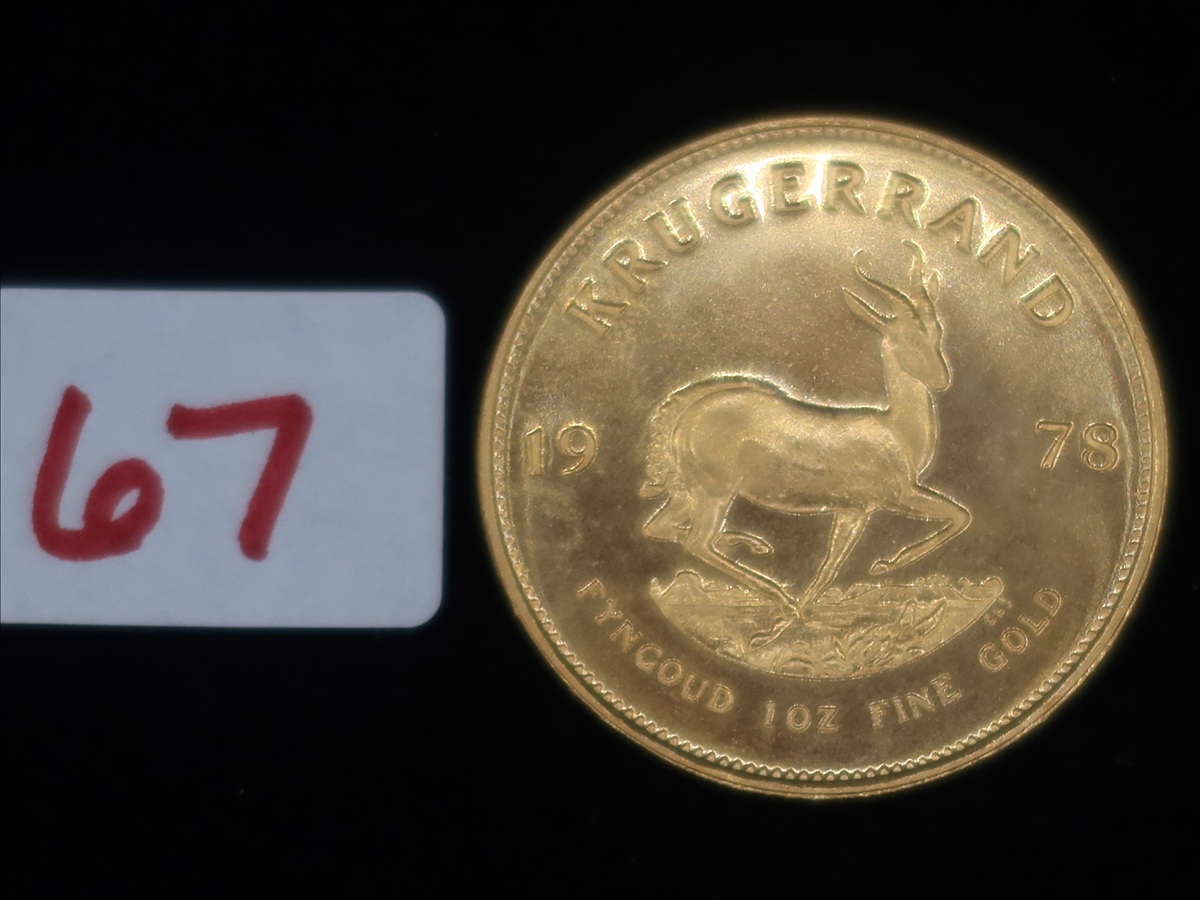 67
KRUGERRAND
19 78
FYNGOUD 1OZ FINE GOLD